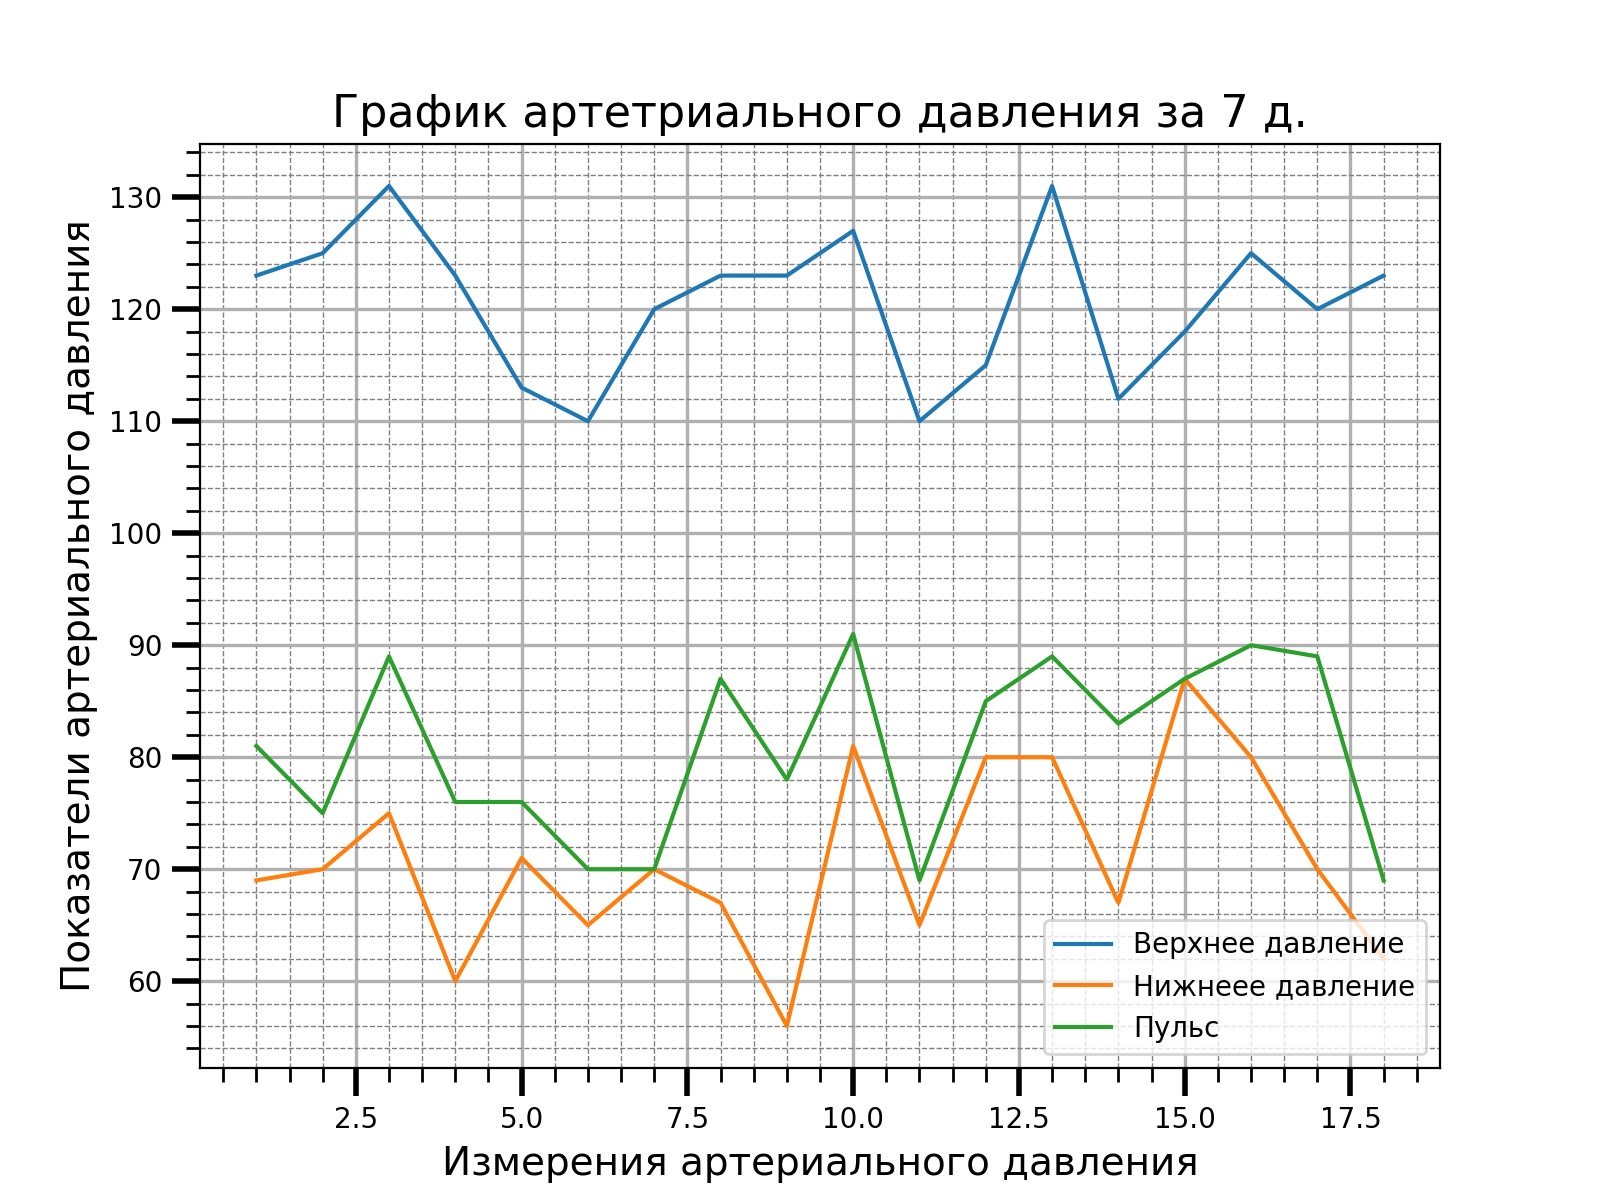 График артетриального давления за 7 д.
Показатели артериального давления
130
120
110
100
90
80
70
60
Верхнее давление
Нижнеее давление
Пульс
2.5 5.0 7.5 10.0 12.5 15.0 17.5
Измерения артериального давления